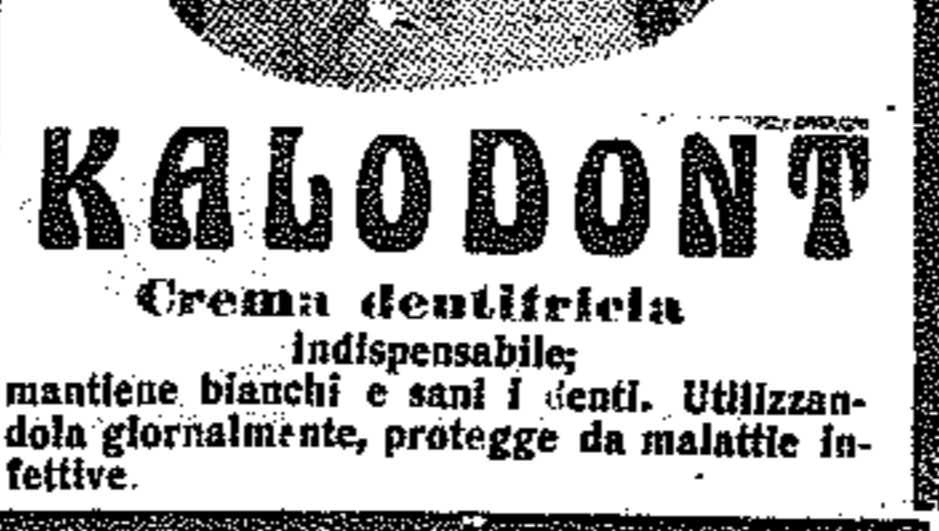 KALODONT
Crema dentifricia
indispensabile;
mantiene bianchi e sani i denti. Utilizzan-
dola giornalmente, protegge da malattie in-
fettive.